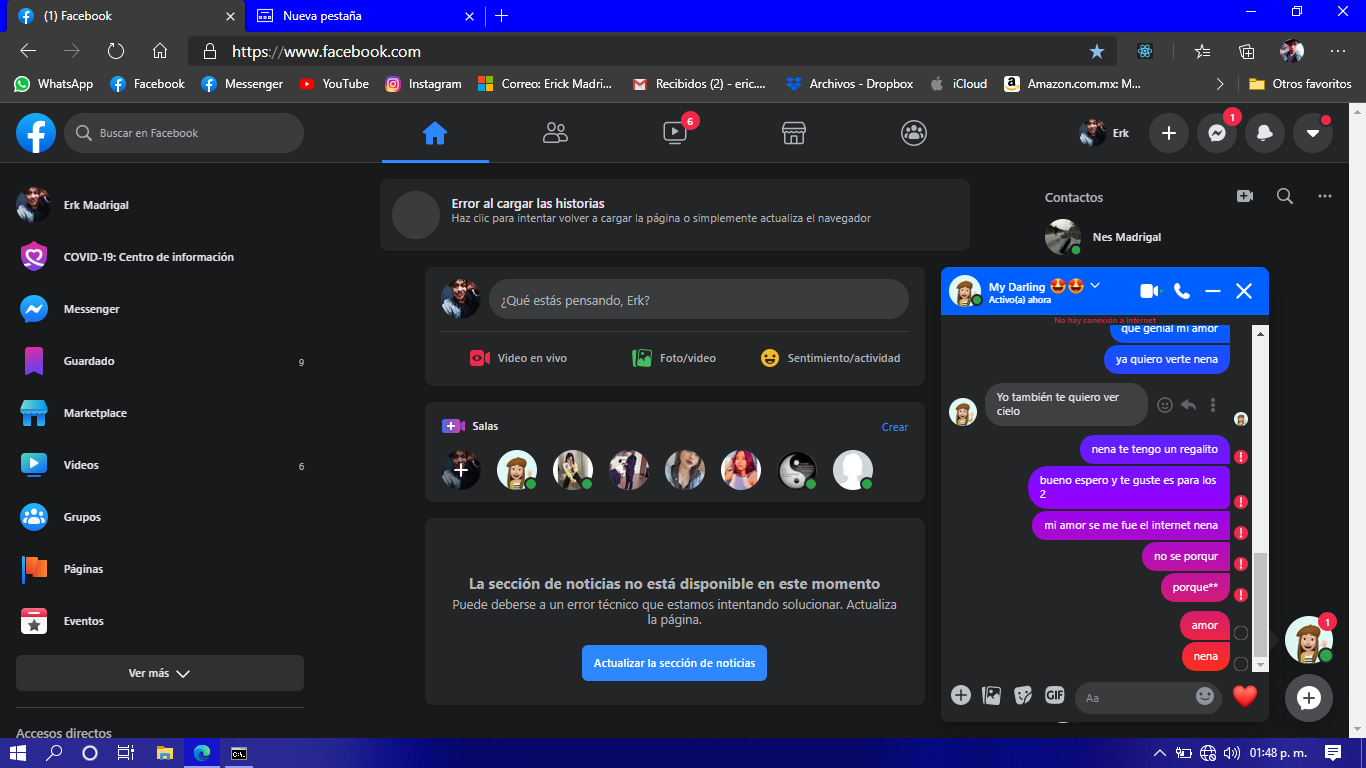 (1) Facebook
Nueva pestaña
https://www.facebook.com
WhatsApp
Facebook
Messenger
YouTube
Instagram
Correo: Erick Madri...
Recibidos (2) - eric....
Archivos - Dropbox
iCloud
Amazon.com.mx: M...
Otros favoritos
Buscar en Facebook
6
Erk
1
Erk Madrigal
COVID-19: Centro de información
Messenger
Guardado
9
Marketplace
Videos
6
Grupos
Páginas
Eventos
Ver más
Accesos directos
Error al cargar las historias
Haz clic para intentar volver a cargar la página o simplemente actualiza el navegador
¿Qué estás pensando, Erk?
Video en vivo
Foto/video
Sentimiento/actividad
Salas
Crear
La sección de noticias no está disponible en este momento
Puede deberse a un error técnico que estamos intentando solucionar. Actualiza
la página.
Actualizar la sección de noticias
Contactos
Nes Madrigal
My Darling 🤩🤩
Activo(a) ahora
No hay conexión a internet
que genial mi amor
ya quiero verte nena
Yo también te quiero ver
cielo
nena te tengo un regalito
bueno espero y te guste es para los
2
mi amor se me fue el internet nena
no se porqur
porque**
amor
nena
GIF
Aa
1
01:48 p. m.